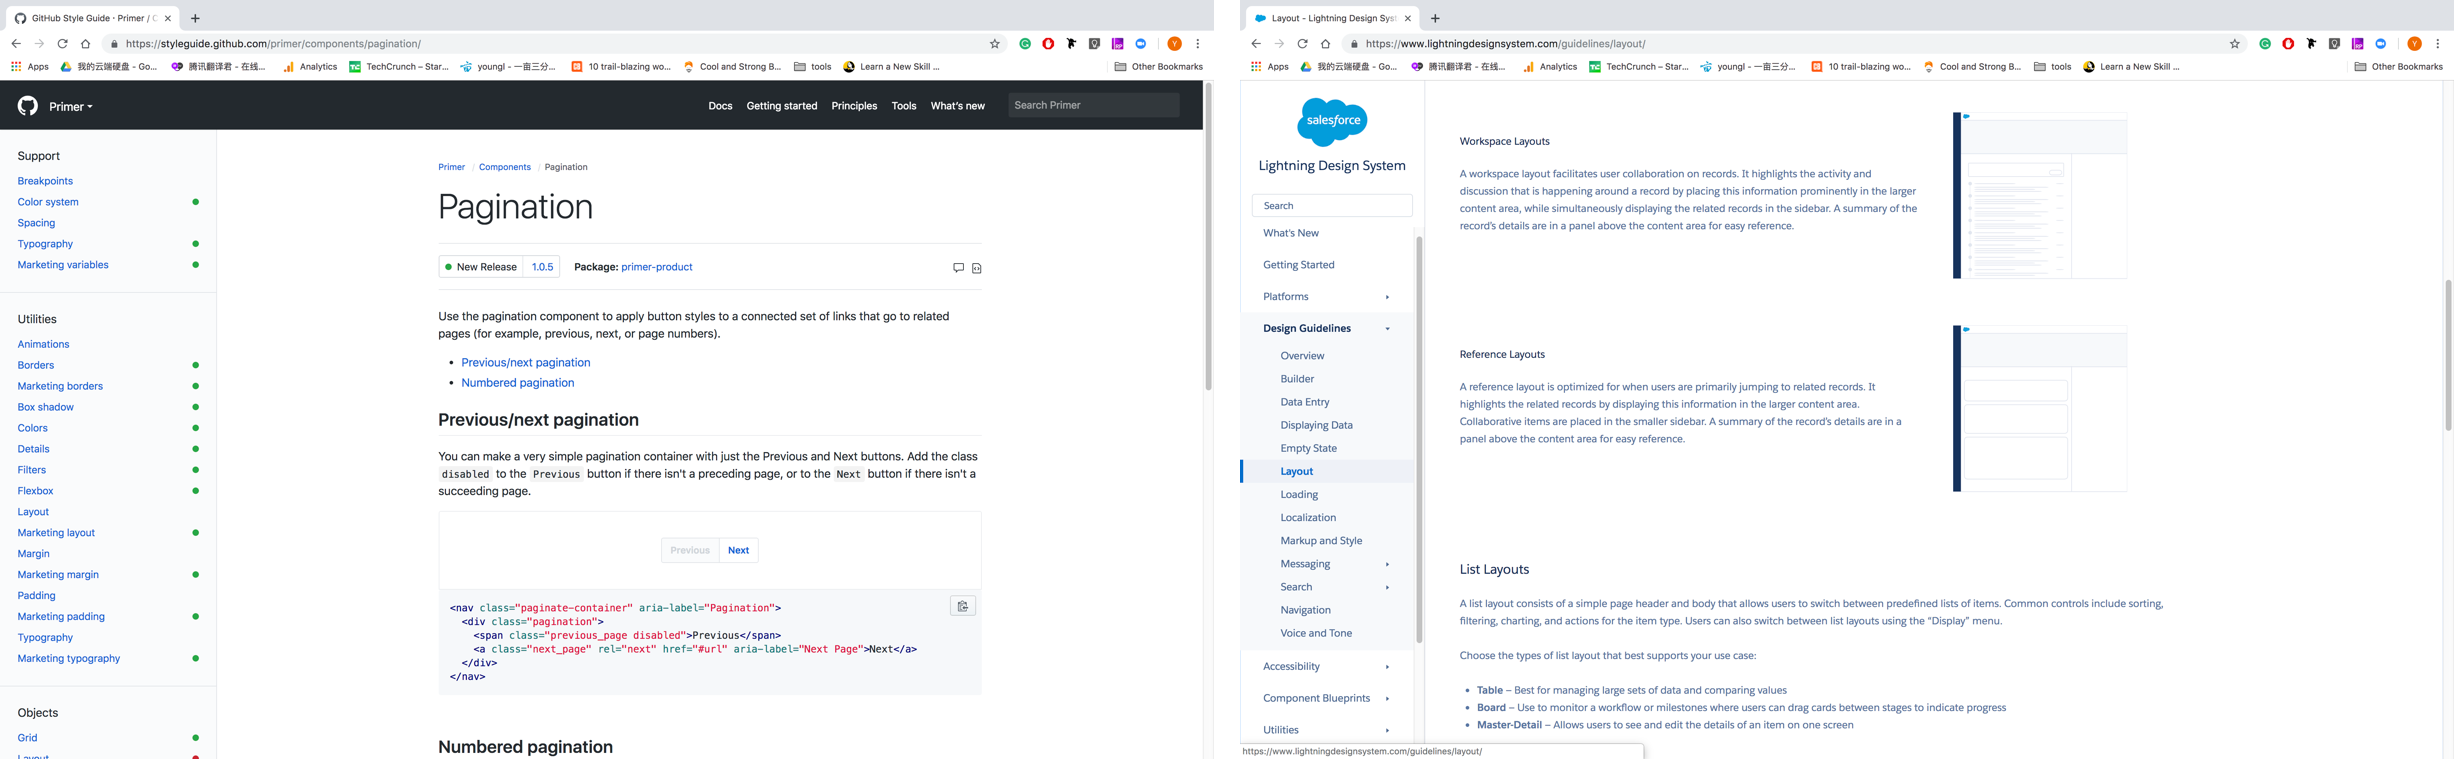 GitHub Style Guide · Primer / C
https://styleguide.github.com/primer/components/pagination/
Apps
我的云端硬盘 - Go...
腾讯翻译君 - 在线...
Analytics
TechCrunch – Star...
youngl - 一亩三分...
10 trail-blazing wo...
Cool and Strong B...
tools
Learn a New Skill ...
Other Bookmarks
Primer
Docs
Getting started
Principles
Tools
What's new
Search Primer
Support
Breakpoints
Color system
Spacing
Typography
Marketing variables
Utilities
Animations
Borders
Marketing borders
Box shadow
Colors
Details
Filters
Flexbox
Layout
Marketing layout
Margin
Marketing margin
Padding
Marketing padding
Typography
Marketing typography
Objects
Grid
Layout
Primer / Components / Pagination
Pagination
New Release 1.0.5 Package: primer-product
Use the pagination component to apply button styles to a connected set of links that go to related
pages (for example, previous, next, or page numbers).
• Previous/next pagination
• Numbered pagination
Previous/next pagination
You can make a very simple pagination container with just the Previous and Next buttons. Add the class
disabled to the Previous button if there isn't a preceding page, or to the Next button if there isn't a
succeeding page.
Previous Next
<nav class="paginate-container" aria-label="Pagination">
<div class="pagination">
<span class="previous_page disabled">Previous</span>
<a class="next_page" rel="next" href="#url" aria-label="Next Page">Next</a>
</div>
</nav>
Numbered pagination
Layout - Lightning Design Syst
https://www.lightningdesignsystem.com/guidelines/layout/
Apps
我的云端硬盘 - Go...
腾讯翻译君 - 在线...
Analytics
TechCrunch – Star...
youngl - 一亩三分...
10 trail-blazing wo...
Cool and Strong B...
tools
Learn a New Skill ...
Other Bookmarks
salesforce
Lightning Design System
Search
What's New
Getting Started
Platforms
Design Guidelines
Overview
Builder
Data Entry
Displaying Data
Empty State
Layout
Loading
Localization
Markup and Style
Messaging
Search
Navigation
Voice and Tone
Accessibility
Component Blueprints
Utilities
https://www.lightningdesignsystem.com/guidelines/layout/
Workspace Layouts
A workspace layout facilitates user collaboration on records. It highlights the activity and
discussion that is happening around a record by placing this information prominently in the larger
content area, while simultaneously displaying the related records in the sidebar. A summary of the
record's details are in a panel above the content area for easy reference.
Reference Layouts
A reference layout is optimized for when users are primarily jumping to related records. It
highlights the related records by displaying this information in the larger content area.
Collaborative items are placed in the smaller sidebar. A summary of the record's details are in a
panel above the content area for easy reference.
List Layouts
A list layout consists of a simple page header and body that allows users to switch between predefined lists of items. Common controls include sorting,
filtering, charting, and actions for the item type. Users can also switch between list layouts using the “Display” menu.
Choose the types of list layout that best supports your use case:
• Table – Best for managing large sets of data and comparing values
• Board – Use to monitor a workflow or milestones where users can drag cards between stages to indicate progress
• Master-Detail – Allows users to see and edit the details of an item on one screen